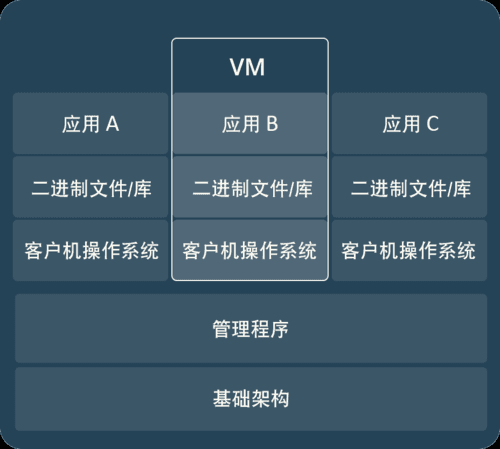 VM
应用 A
应用 B
应用 C
二进制文件/库
二进制文件/库
二进制文件/库
客户机操作系统
客户机操作系统
客户机操作系统
管理程序
基础架构